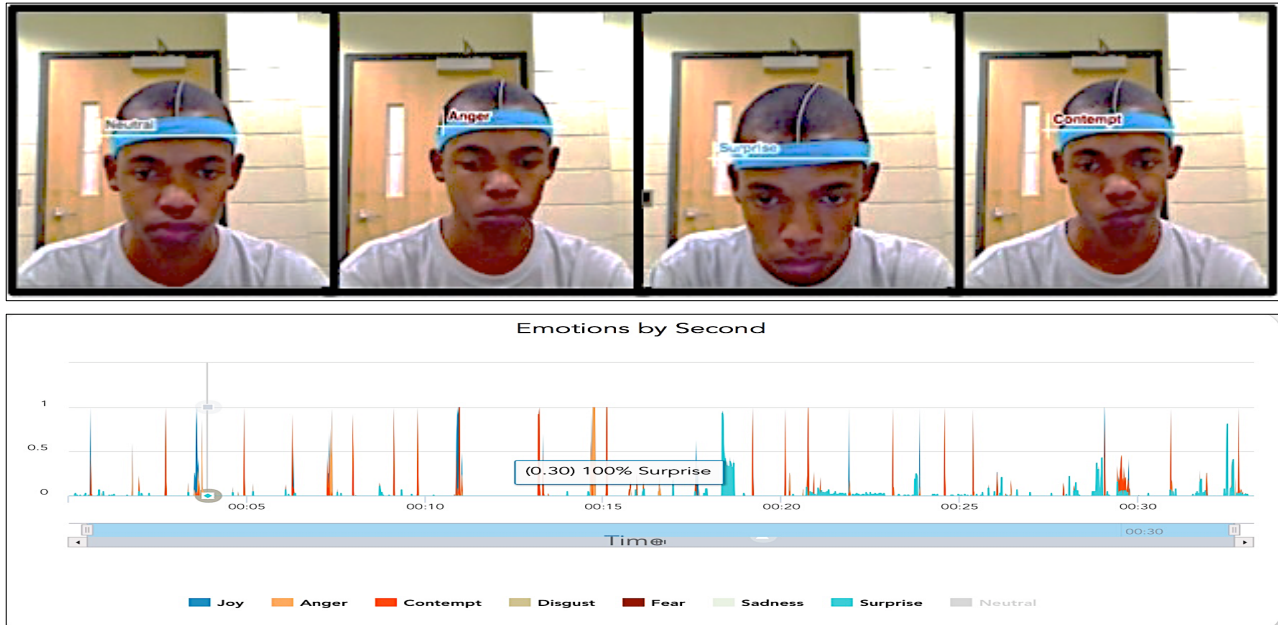 Neutral
Anger
Surprise
Contempt
Emotions by Second
1
0.5
0
(0.30) 100% Surprise
00:05 00:10 00:15 00:20 00:25 00:30
00:30
Time
Joy Anger Contempt Disgust Fear Sadness Surprise Neutral